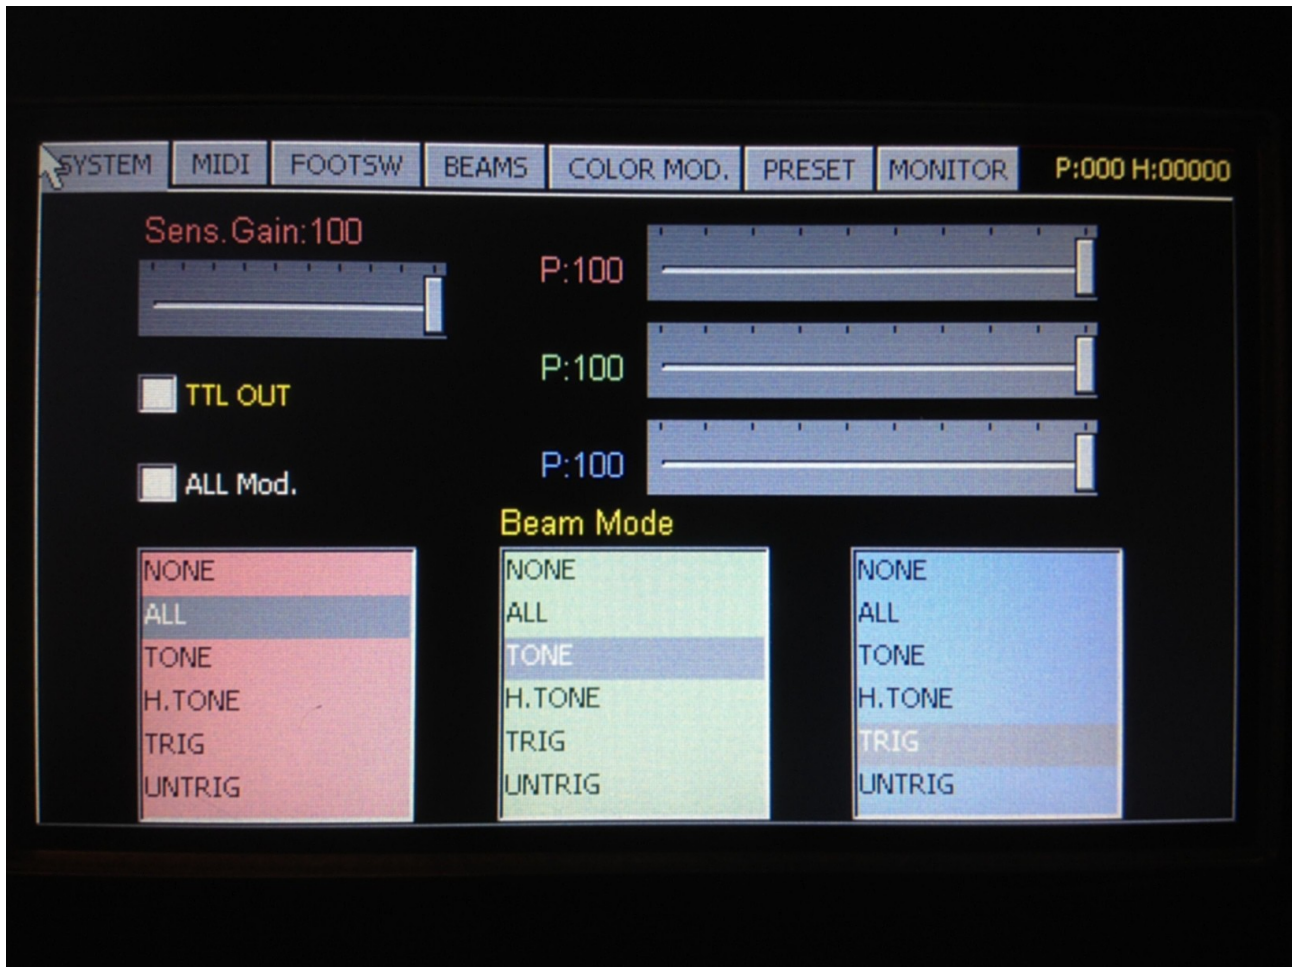 SYSTEM MIDI FOOTSW BEAMS COLOR MOD. PRESET MONITOR P:000 H:00000
Sens.Gain:100
P:100
P:100
TTL OUT
P:100
ALL Mod.
Beam Mode
NONE
ALL
TONE
H.TONE
TRIG
UNTRIG
NONE
ALL
TONE
H.TONE
TRIG
UNTRIG
NONE
ALL
TONE
H.TONE
TRIG
UNTRIG